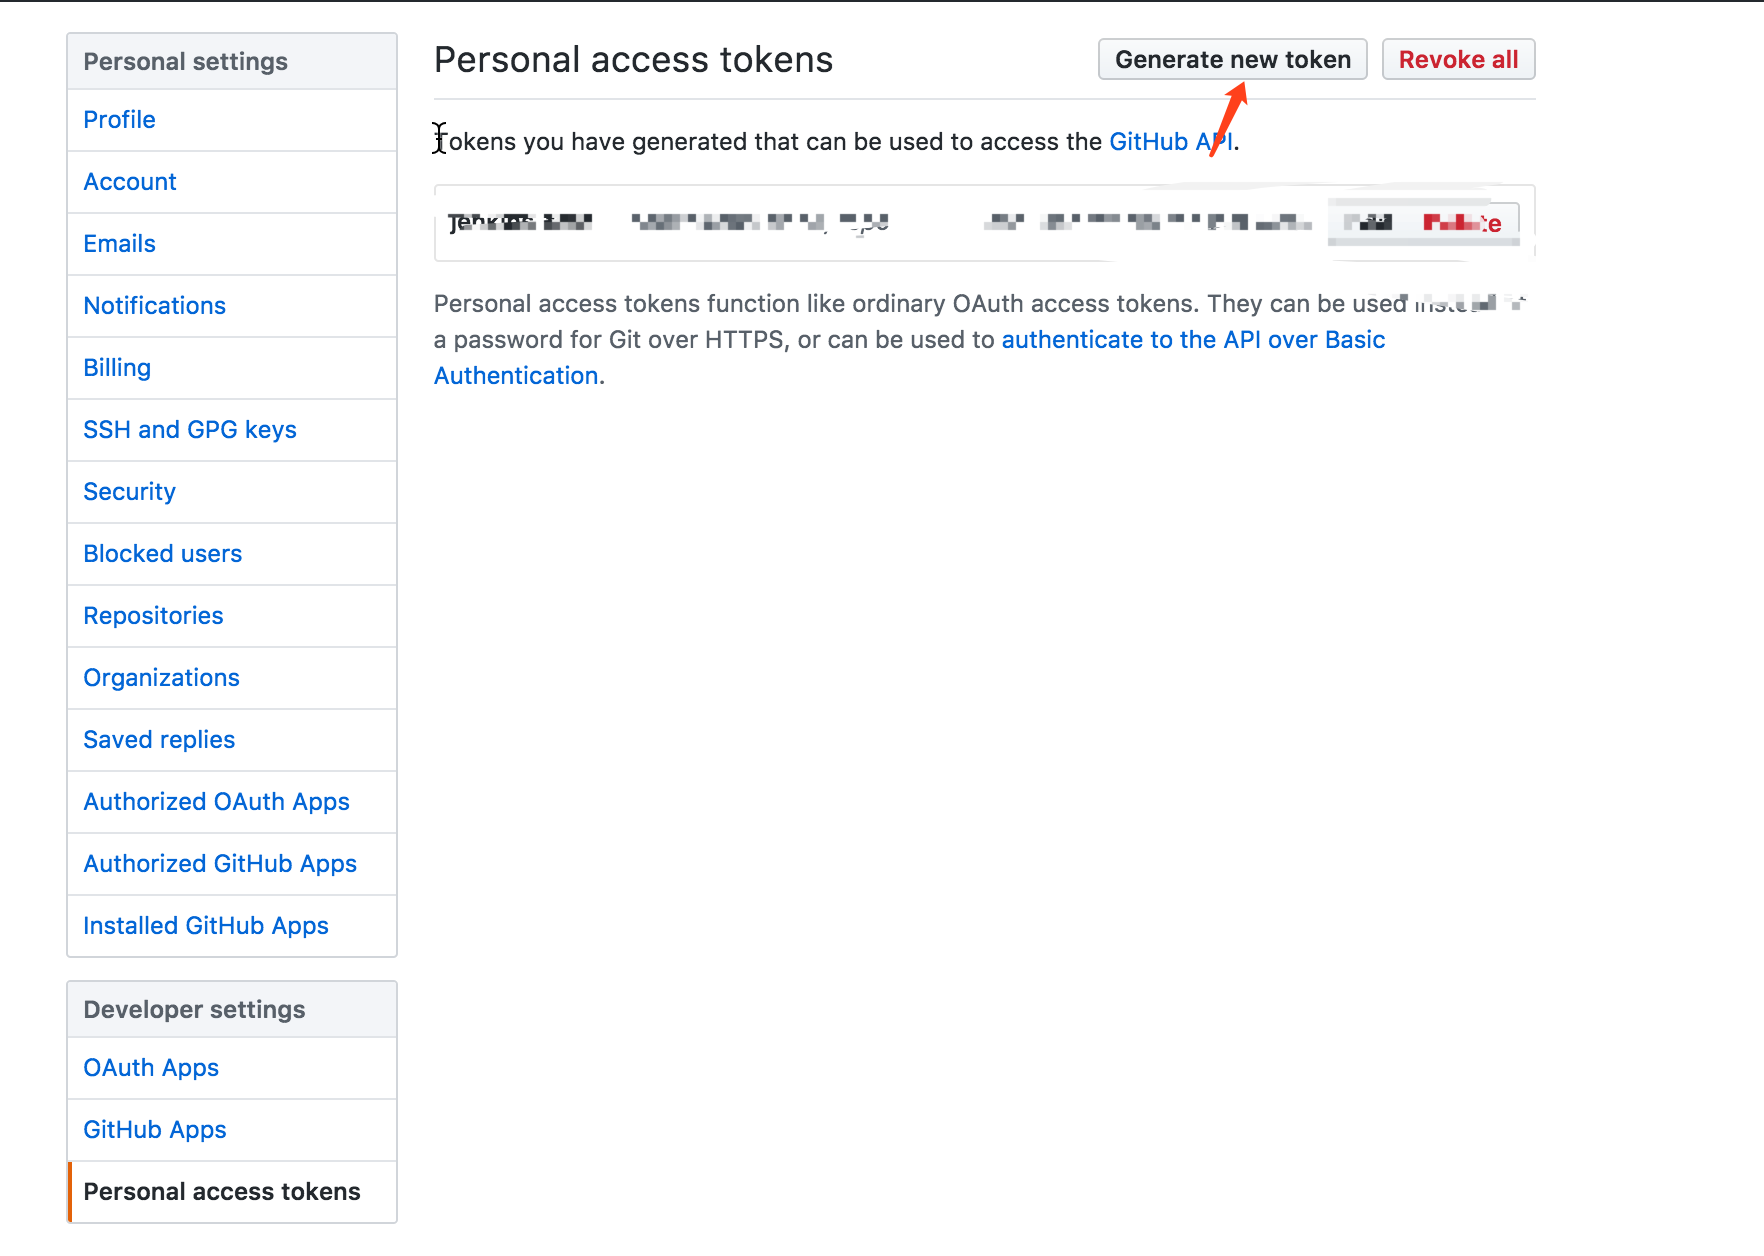 Personal settings
Profile
Account
Emails
Notifications
Billing
SSH and GPG keys
Security
Blocked users
Repositories
Organizations
Saved replies
Authorized OAuth Apps
Authorized GitHub Apps
Installed GitHub Apps
Developer settings
OAuth Apps
GitHub Apps
Personal access tokens
Personal access tokens
Generate new token
Revoke all
Tokens you have generated that can be used to access the GitHub API.
Personal access tokens function like ordinary OAuth access tokens. They can be used
a password for Git over HTTPS, or can be used to authenticate to the API over Basic
Authentication.